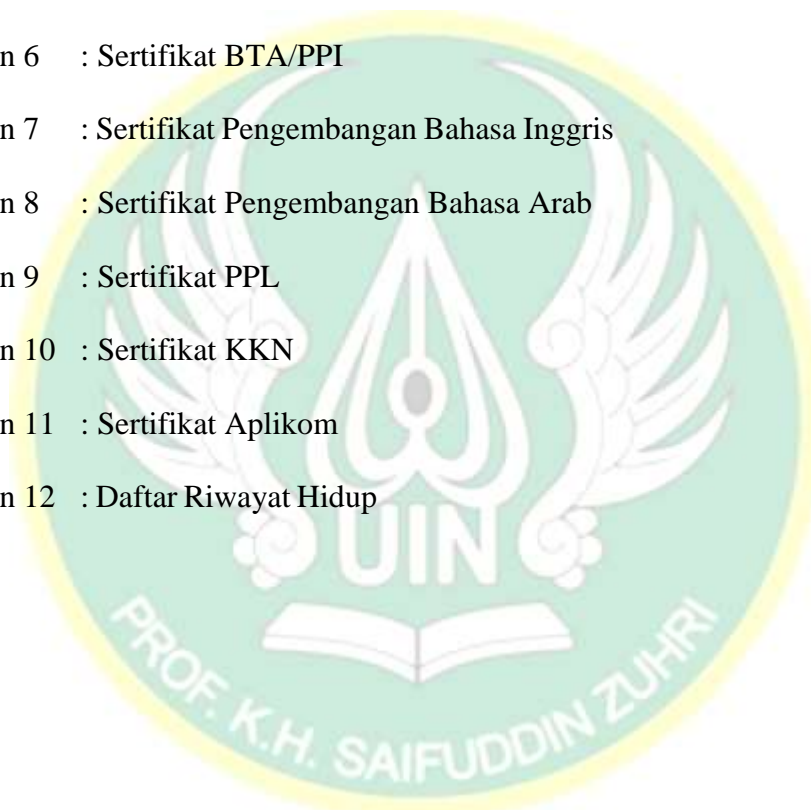 n 6 : Sertifikat BTA/PPI
n 7 : Sertifikat Pengembangan Bahasa Inggris
n 8 : Sertifikat Pengembangan Bahasa Arab
n 9 : Sertifikat PPL
n 10 : Sertifikat KKN
n 11 : Sertifikat Aplikom
n 12 : Daftar Riwayat Hidup
UIN
PROF. K.H. SAIFUDDIN ZUHRI